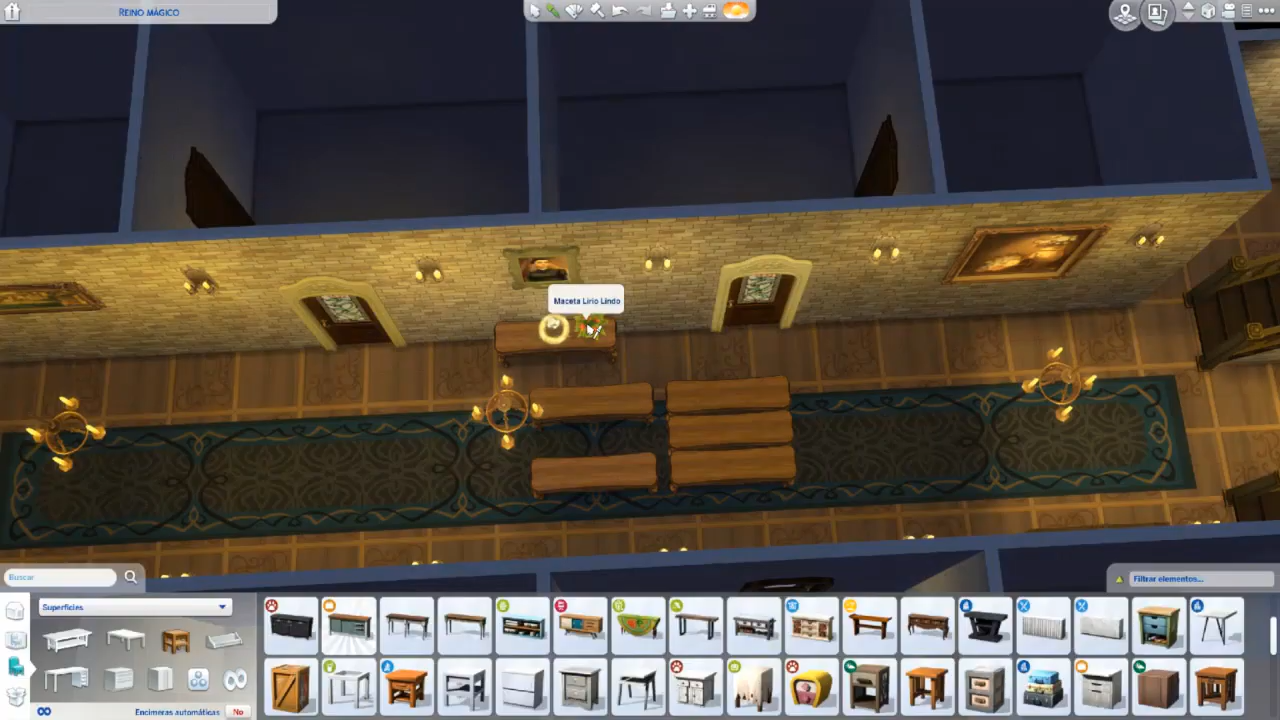 REINO MÁGICO
Maceta Lirio Lindo
Buscar
Filtrar elementos...
Superficies
Encimeras automáticas
No